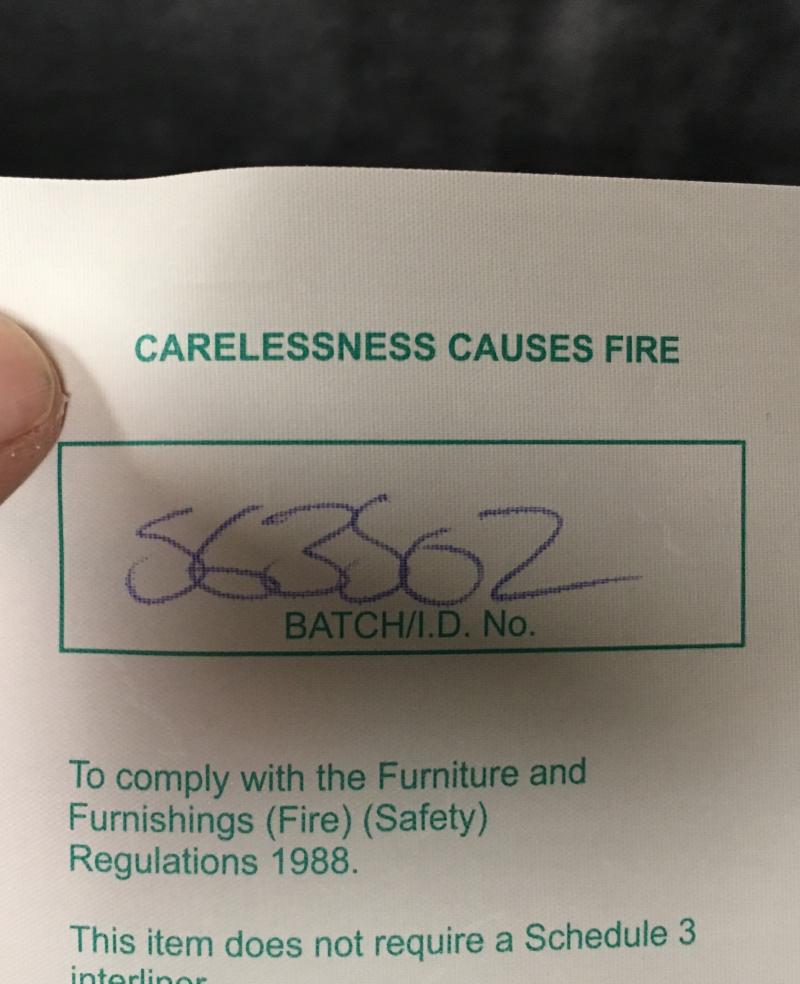 CARELESSNESS CAUSES FIRE
563562
BATCH/I.D. No.
To comply with the Furniture and
Furnishings (Fire) (Safety)
Regulations 1988.
This item does not require a Schedule 3
interliner